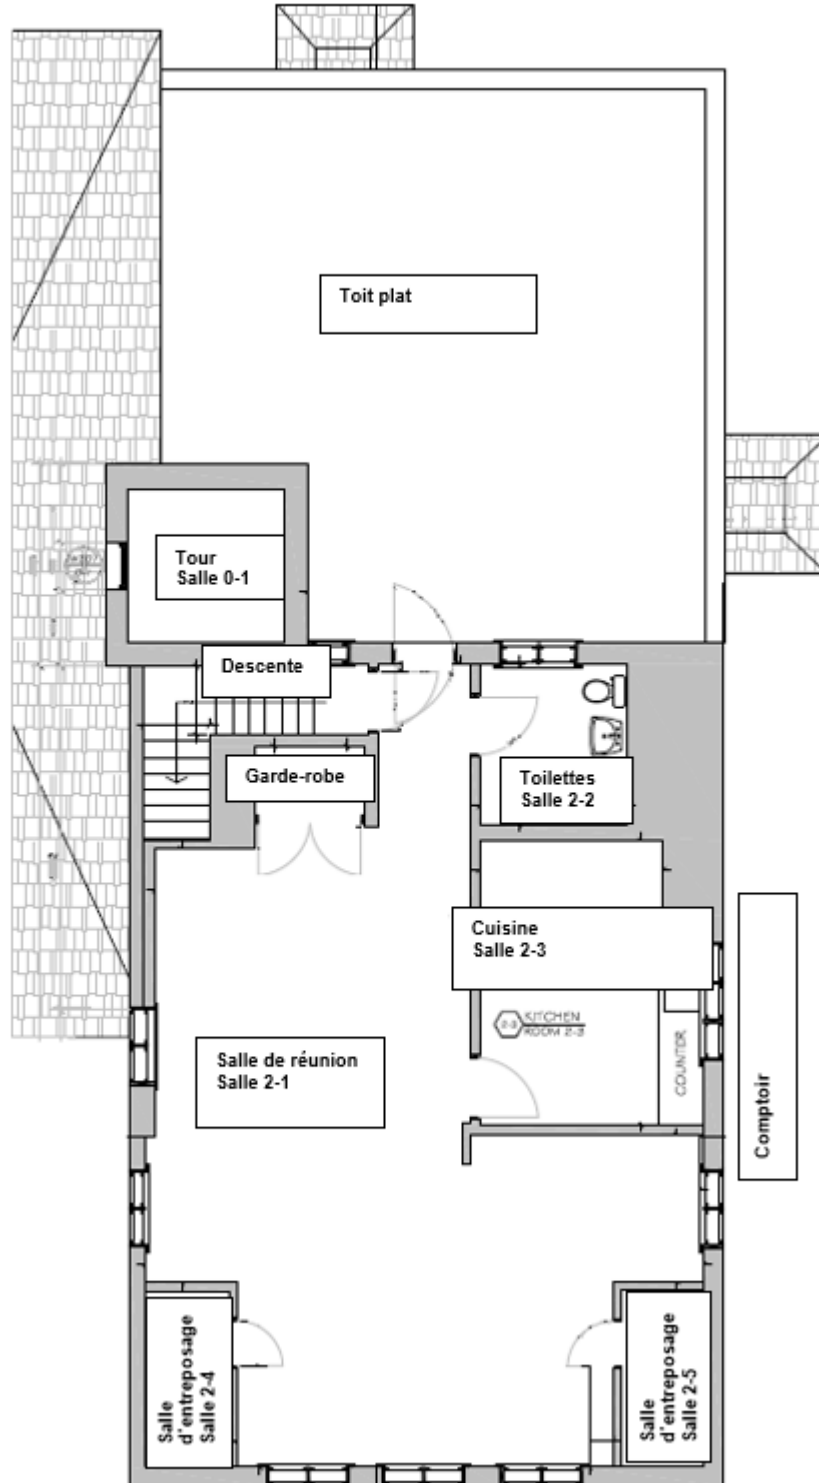 Toit plat
Tour
Salle 0-1
Descente
Garde-robe
Toilettes
Salle 2-2
Cuisine
Salle 2-3
2-3
KITCHEN
ROOM 2-3
COUNTER
Comptoir
Salle de réunion
Salle 2-1
Salle
d'entreposage
Salle 2-4
Salle
d'entreposage
Salle 2-5